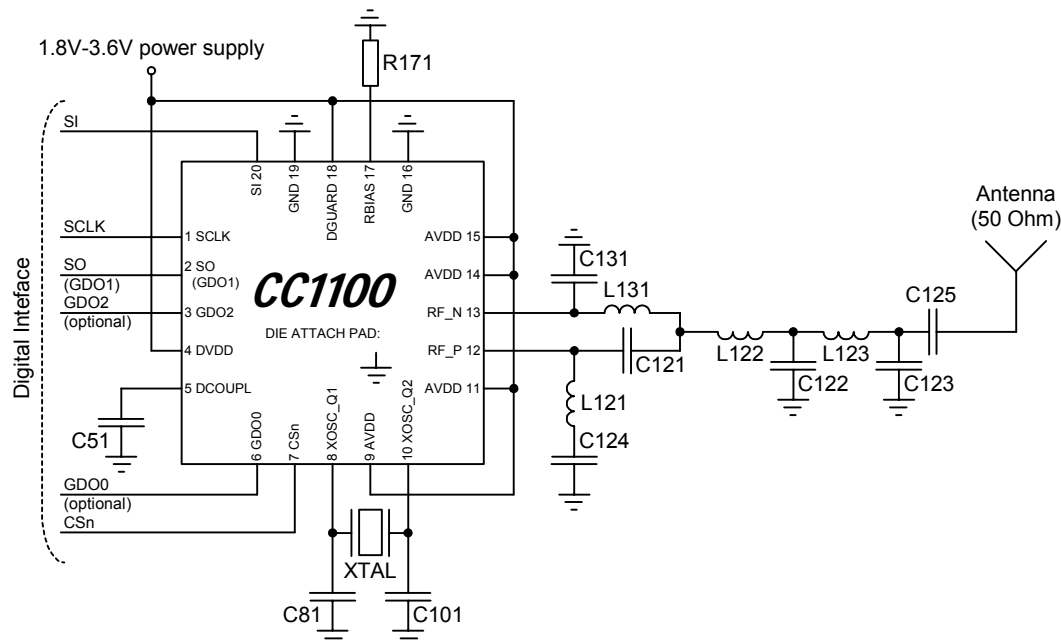 1.8V-3.6V power supply
R171
SI
Antenna
(50 Ohm)
SI 20
GND 19
DGUARD 18
RBIAS 17
GND 16
SCLK
1 SCLK
AVDD 15
SO
(GDO1)
2 SO
(GDO1)
AVDD 14
C131
CC1100
L131
C125
GDO2
(optional)
3 GDO2
RF_N 13
DIE ATTACH PAD:
4 DVDD
RF_P 12
C121
L122
L123
C122
C123
Digital Inteface
5 DCOUPL
AVDD 11
L121
C51
C124
6 GDO0
7 CSn
8 XOSC_Q1
9 AVDD
10 XOSC_Q2
GDO0
(optional)
CSn
XTAL
C81
C101